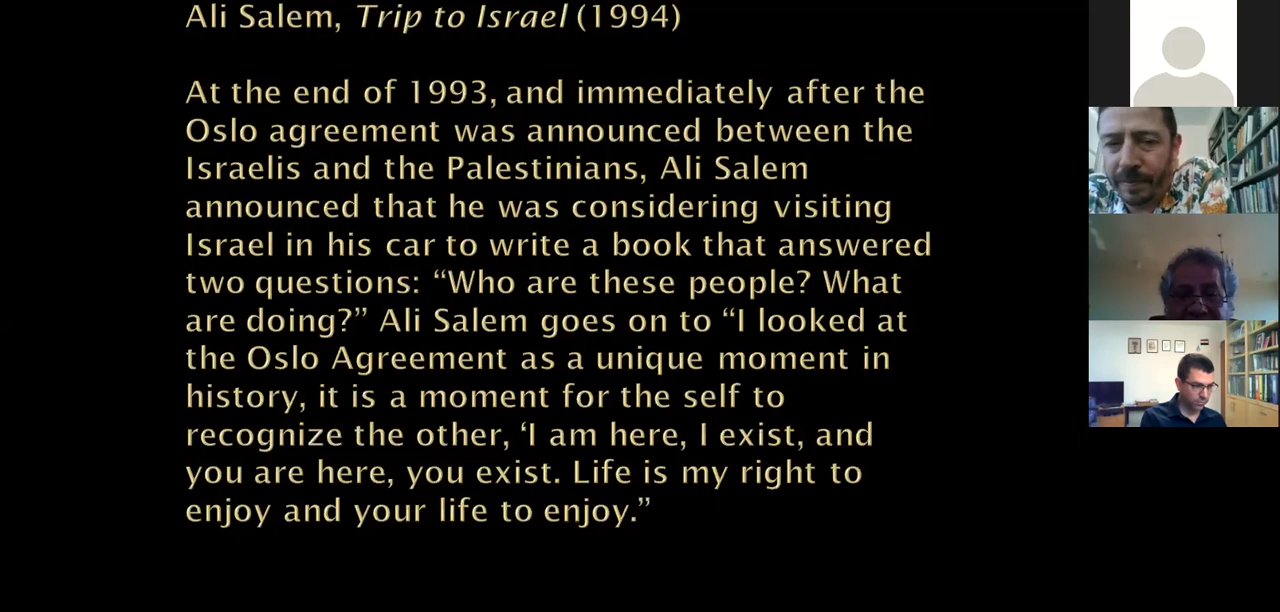 Ali Salem, Trip to Israel (1994)
At the end of 1993, and immediately after the
Oslo agreement was announced between the
Israelis and the Palestinians, Ali Salem
announced that he was considering visiting
Israel in his car to write a book that answered
two questions: “Who are these people? What
are doing?” Ali Salem goes on to “I looked at
the Oslo Agreement as a unique moment in
history, it is a moment for the self to
recognize the other, ‘I am here, I exist, and
you are here, you exist. Life is my right to
enjoy and your life to enjoy.”